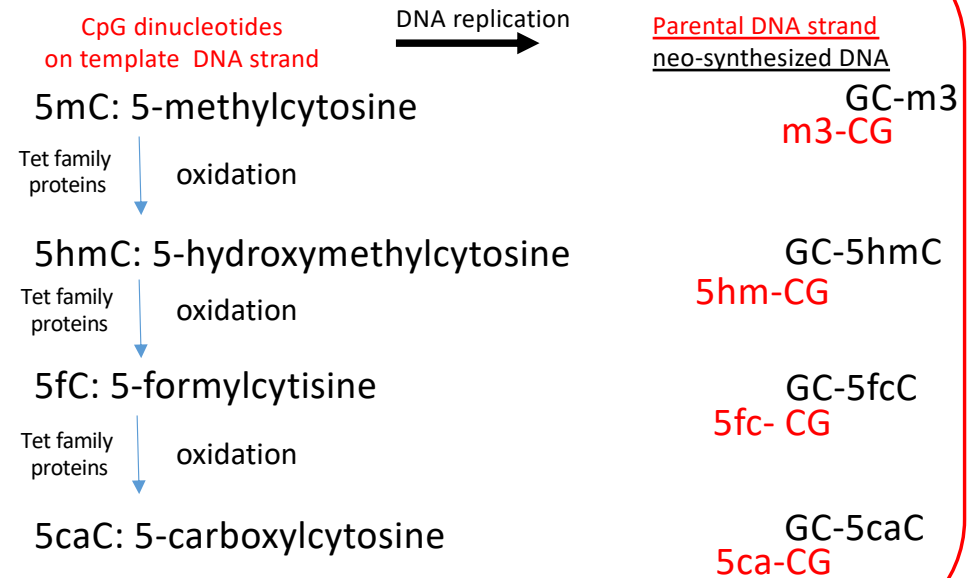 CpG dinucleotides
on template DNA strand
DNA replication
Parental DNA strand
neo-synthesized DNA
5mC: 5-methylcytosine
GC-m3
m3-CG
Tet family
proteins
oxidation
5hmC: 5-hydroxymethylcytosine
GC-5hmC
5hm-CG
Tet family
proteins
oxidation
5fC: 5-formylcytisine
GC-5fcC
5fc- CG
Tet family
proteins
oxidation
5caC: 5-carboxylcytosine
GC-5caC
5ca-CG